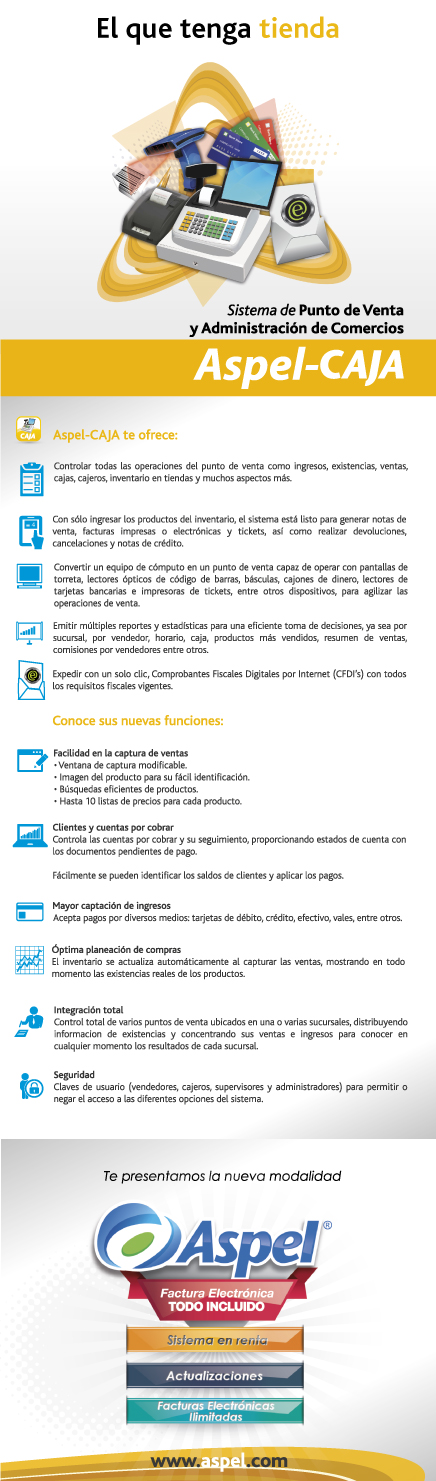 El que tenga tienda
Sistema de Punto de Venta
y Administración de Comercios
Aspel-CAJA
CAJA
Aspel-CAJA te ofrece:
Controlar todas las operaciones del punto de venta como ingresos, existencias, ventas,
cajas, cajeros, inventario en tiendas y muchos aspectos más.
Con sólo ingresar los productos del inventario, el sistema está listo para generar notas de
venta, facturas impresas o electrónicas y tickets, así como realizar devoluciones,
cancelaciones y notas de crédito.
Convertir un equipo de cómputo en un punto de venta capaz de operar con pantallas de
torreta, lectores ópticos de código de barras, básculas, cajones de dinero, lectores de
tarjetas bancarias e impresoras de tickets, entre otros dispositivos, para agilizar las
operaciones de venta.
Emitir múltiples reportes y estadísticas para una eficiente toma de decisiones, ya sea por
sucursal, por vendedor, horario, caja, productos más vendidos, resumen de ventas,
comisiones por vendedores entre otros.
Expedir con un solo clic, Comprobantes Fiscales Digitales por Internet (CFDI's) con todos
los requisitos fiscales vigentes.
Conoce sus nuevas funciones:
Facilidad en la captura de ventas
• Ventana de captura modificable.
• Imagen del producto para su fácil identificación.
• Búsquedas eficientes de productos.
• Hasta 10 listas de precios para cada producto.
Clientes y cuentas por cobrar
Controla las cuentas por cobrar y su seguimiento, proporcionando estados de cuenta con
los documentos pendientes de pago.
Fácilmente se pueden identificar los saldos de clientes y aplicar los pagos.
Mayor captación de ingresos
Acepta pagos por diversos medios: tarjetas de débito, crédito, efectivo, vales, entre otros.
Óptima planeación de compras
El inventario se actualiza automáticamente al capturar las ventas, mostrando en todo
momento las existencias reales de los productos.
Integración total
Control total de varios puntos de venta ubicados en una o varias sucursales, distribuyendo
informacion de existencias y concentrando sus ventas e ingresos para conocer en
cualquier momento los resultados de cada sucursal.
Seguridad
Claves de usuario (vendedores, cajeros, supervisores y administradores) para permitir o
negar el acceso a las diferentes opciones del sistema.
Te presentamos la nueva modalidad
Aspel®
Factura Electrónica
TODO INCLUIDO
Sistema en renta
Actualizaciones
Facturas Electrónicas
Ilimitadas
www.aspel.com